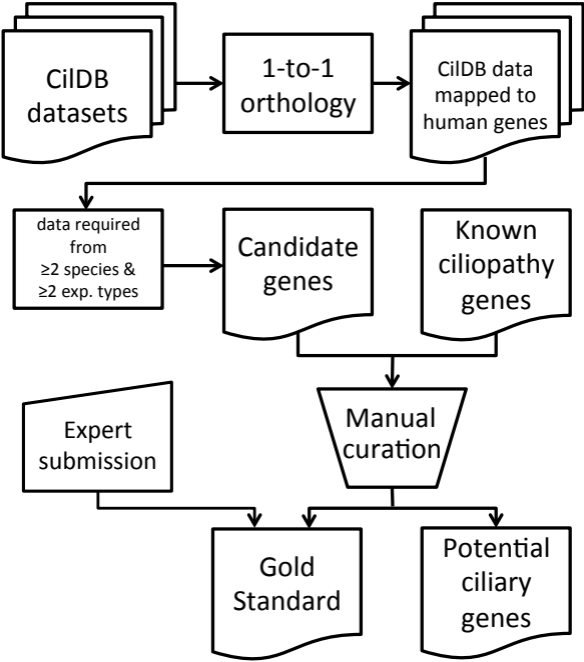 CilDB
datasets
1-to-1
orthology
CilDB data
mapped to
human genes
data required
from
≥2 species &
≥2 exp. types
Candidate
genes
Known
ciliopathy
genes
Manual
curation
Expert
submission
Gold
Standard
Potential
ciliary
genes